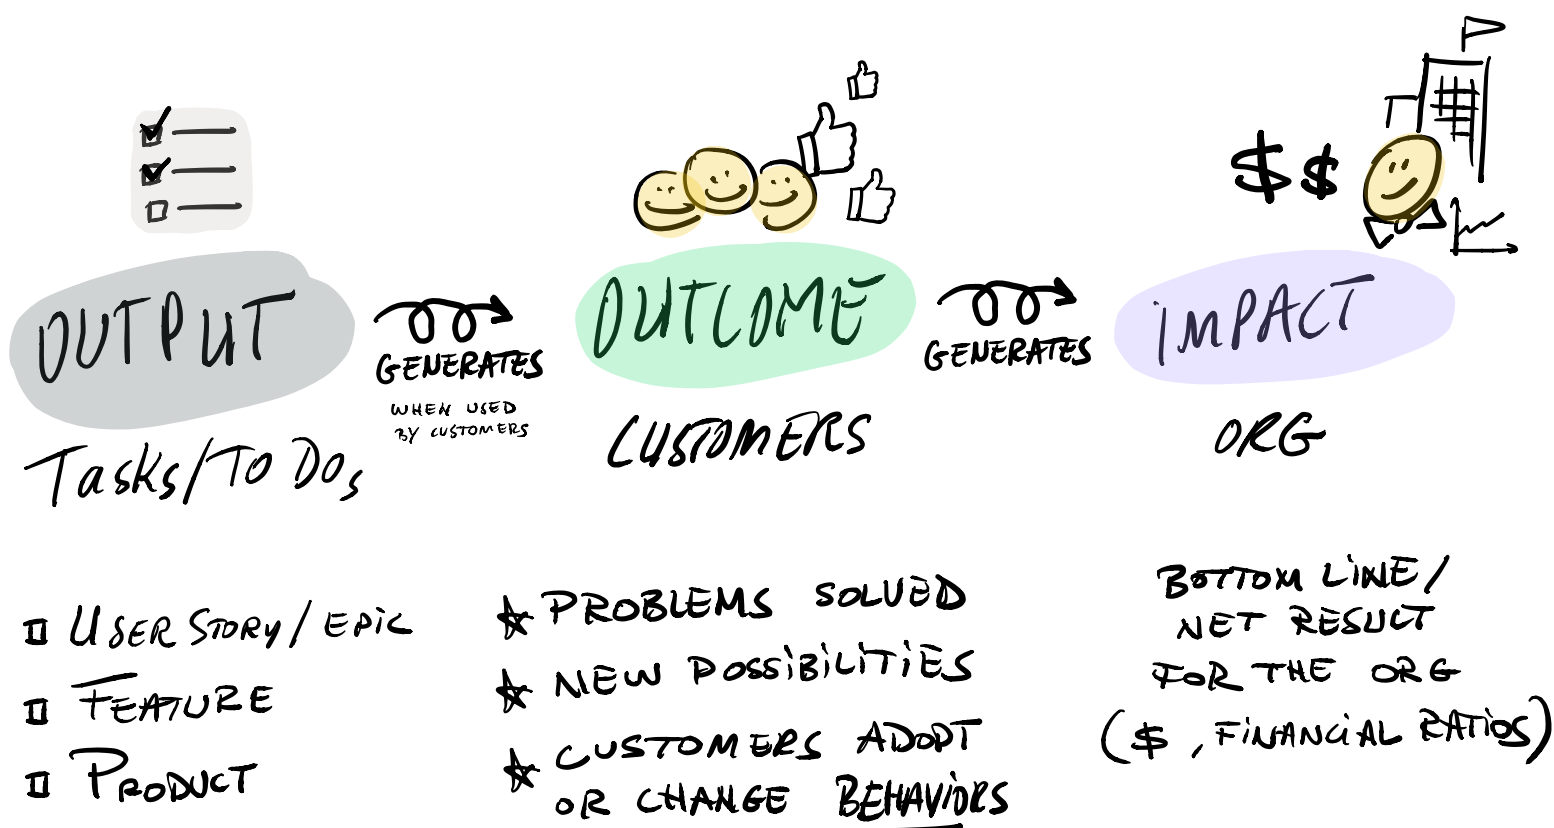 $ $
OUTPUT
GENERATES
WHEN USED
BY CUSTOMERS
OUTCOME
GENERATES
IMPACT
Tasks/To Dos
CUSTOMERS
ORG
USER STORY/EPIC
FEATURE
PRODUCT
PROBLEMS SOLVED
NEW POSSIBILITIES
CUSTOMERS ADOPT
OR CHANGE BEHAVIORS
BOTTOM LINE/
NET RESULT
FOR THE ORG
($, FINANCIAL RATIOS)